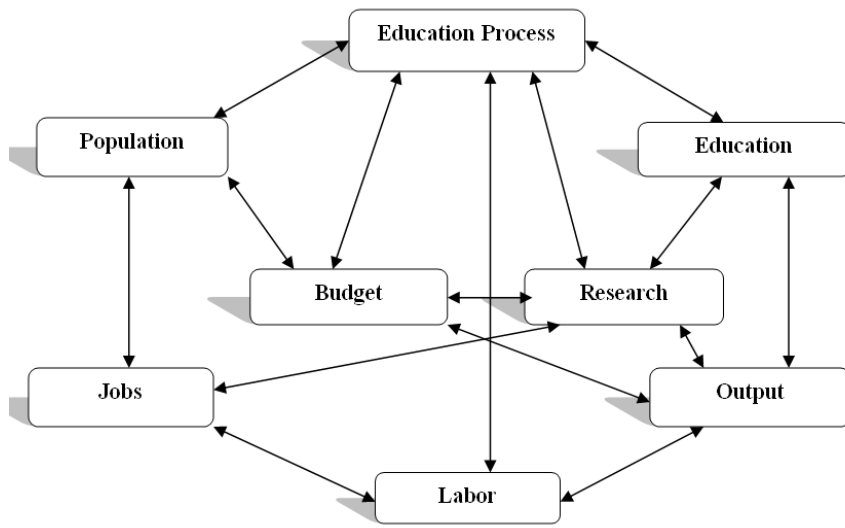 Education Process
Population
Education
Budget
Research
Jobs
Output
Labor